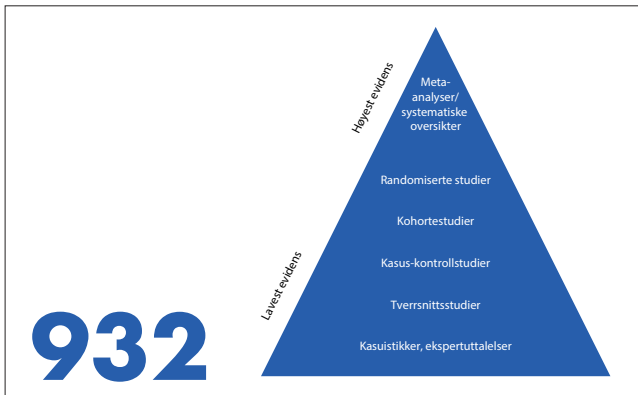 Høyest evidens
Meta-
analyser/
systematiske
oversikter
Randomiserte studier
Kohortestudier
Kasus-kontrollstudier
Lavest evidens
Tverrsnittsstudier
Kasuistikker, ekspertuttalelser
932